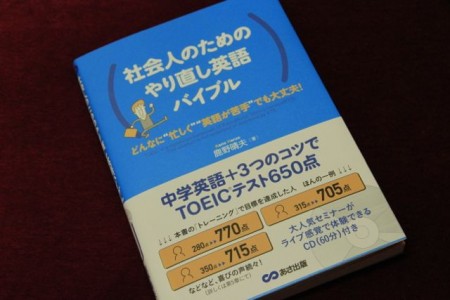 社会人のための
やり直し英語
バイブル
どんなに“忙しく”“英語が苦手”でも大丈夫!
鹿野晴夫 著
中学英語+3つのコツで
TOEICテスト650点
本書の「トレーニング」で目標を達成した人 ほんの一例
280点 770点
315点 705点
350点 715点
などなど、喜びの声続々!
大人気セミナーが
ライブ感覚で体験できる
CD(60分)付き
あさ出版